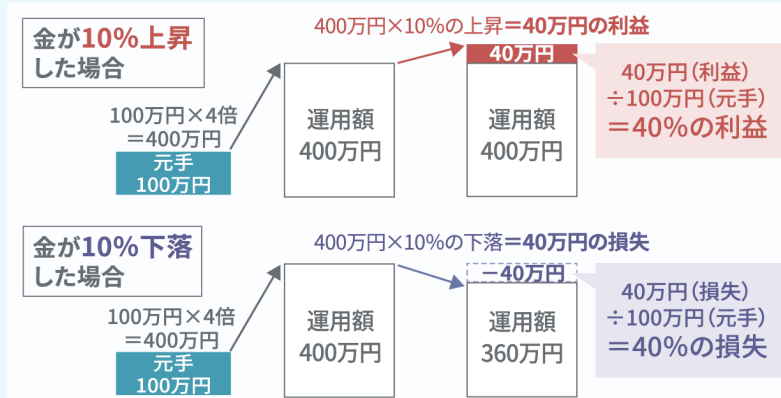 金が10％上昇
した場合
400万円×10％の上昇＝40万円の利益
100万円×4倍
＝400万円
元手
100万円
運用額
400万円
40万円
運用額
400万円
40万円（利益）
÷100万円（元手）
＝40％の利益
金が10％下落
した場合
400万円×10％の下落＝40万円の損失
100万円×4倍
＝400万円
元手
100万円
運用額
400万円
－40万円
運用額
360万円
40万円（損失）
÷100万円（元手）
＝40％の損失